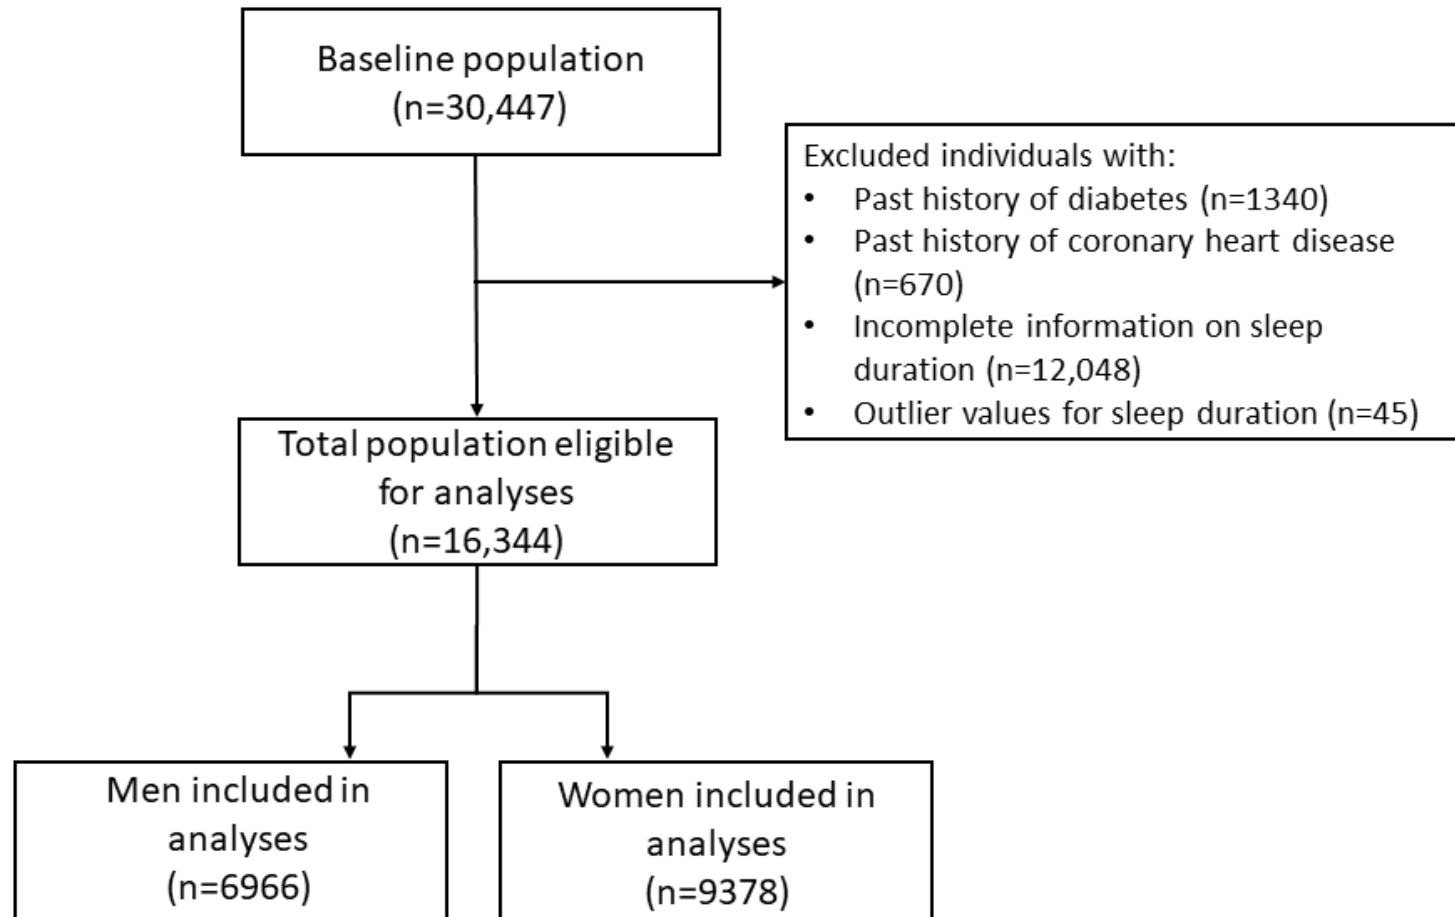 Baseline population
(n=30,447)
Excluded individuals with:
• Past history of diabetes (n=1340)
• Past history of coronary heart disease
(n=670)
• Incomplete information on sleep
duration (n=12,048)
• Outlier values for sleep duration (n=45)
Total population eligible
for analyses
(n=16,344)
Men included in
analyses
(n=6966)
Women included in
analyses
(n=9378)